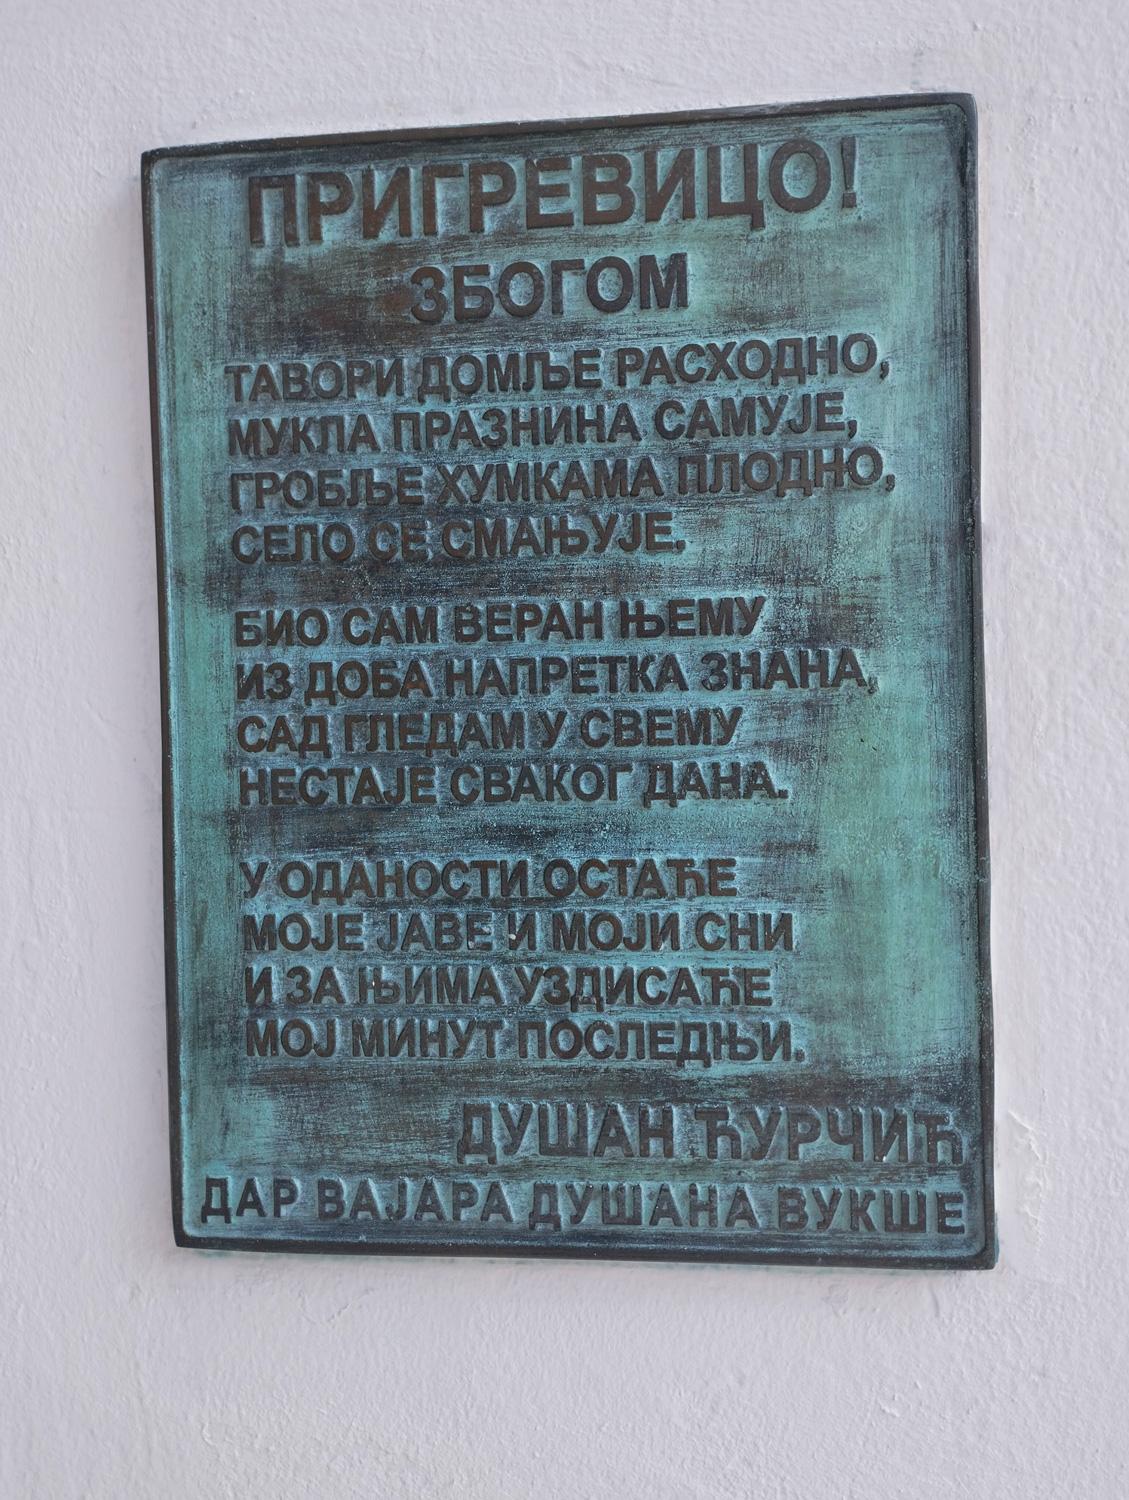 ПРИГРЕВИЦО!
ЗБОГОМ
ТАВОРИ ДОМЉЕ РАСХОДНО,
МУКЛА ПРАЗНИНА САМУЈЕ,
ГРОБЉЕ ХУМКАМА ПЛОДНО,
СЕЛО СЕ СМАЊУЈЕ.
БИО САМ ВЕРАН ЊЕМУ
ИЗ ДОБА НАПРЕТКА ЗНАНА,
САД ГЛЕДАМ У СВЕМУ
НЕСТАЈЕ СВАКОГ ДАНА.
У ОДАНОСТИ ОСТАЋЕ
МОЈЕ ЈАВЕ И МОЈИ СНИ
И ЗА ЊИМА УЗДИСАЋЕ
МОЈ МИНУТ ПОСЛЕДЊИ.
ДУШАН ЋУРЧИЋ
ДАР ВАЈАРА ДУШАНА ВУКШЕ